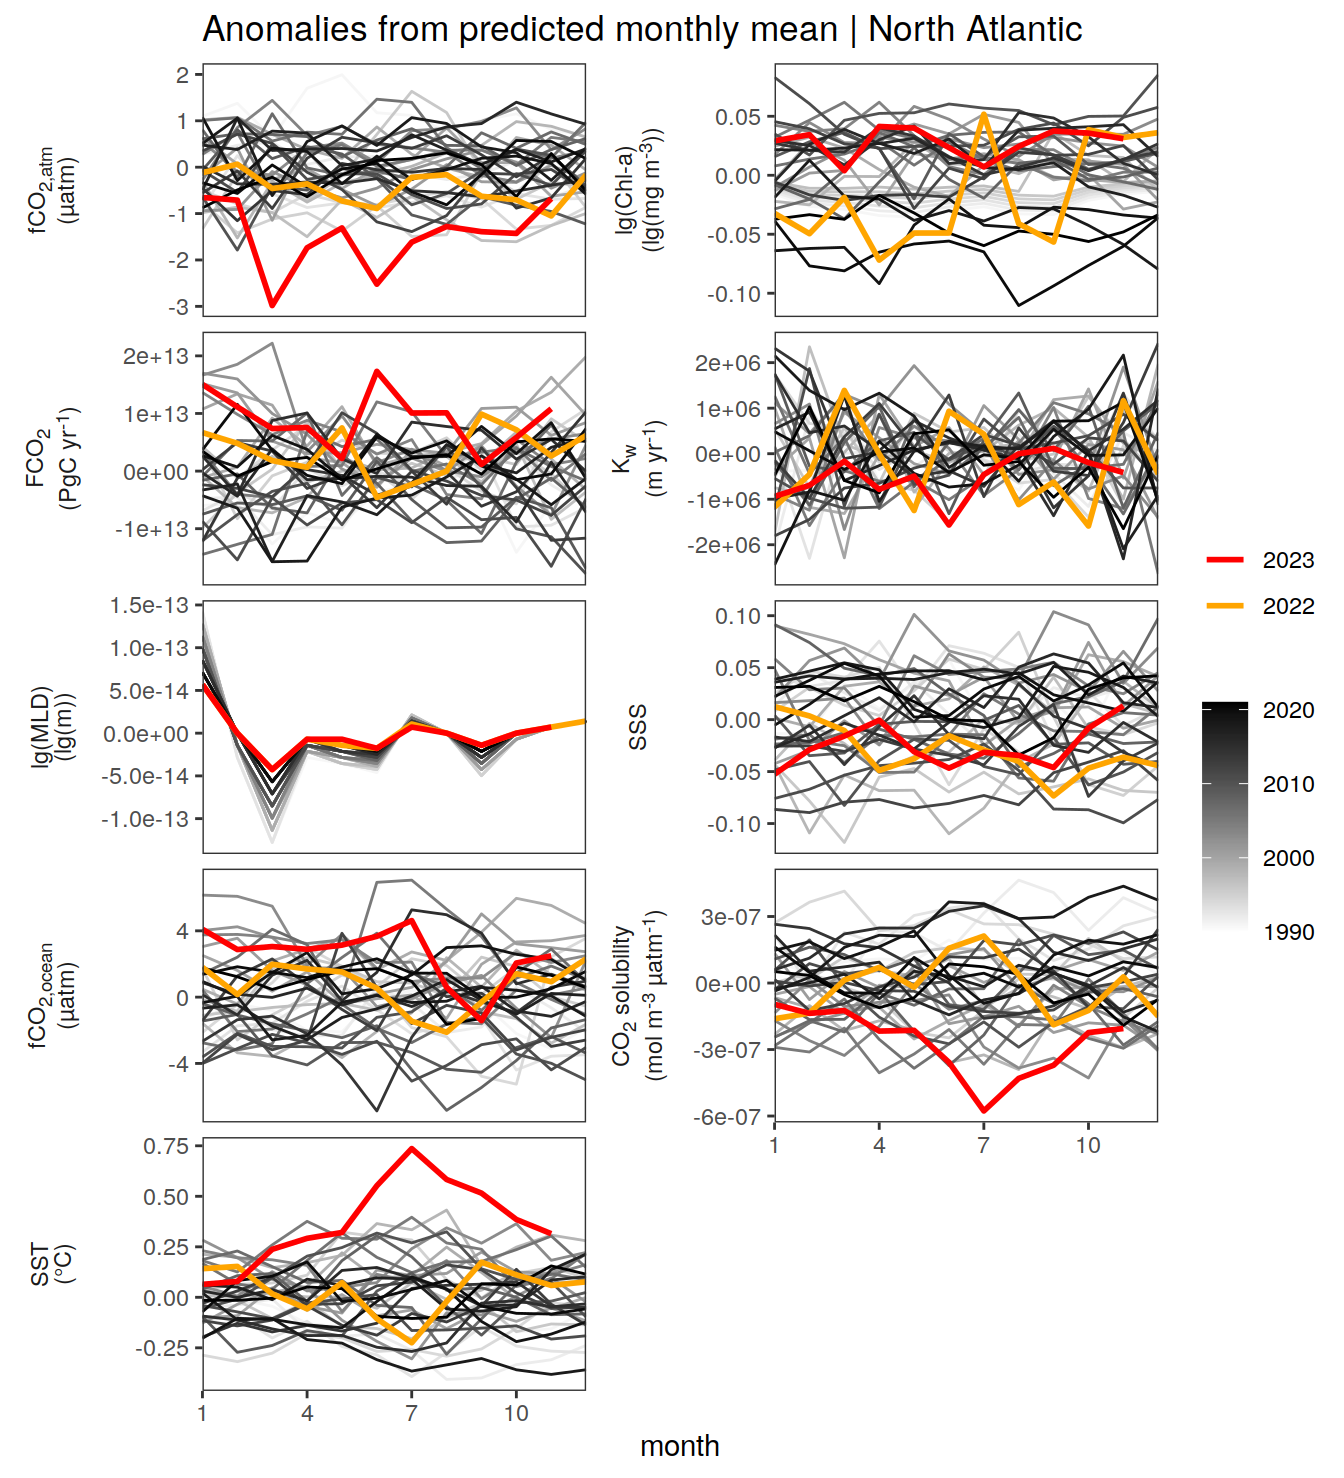 Anomalies from predicted monthly mean | North Atlantic
fCO2,atm
(µatm)
2
1
0
-1
-2
-3
lg(Chl-a)
(lg(mg m-3))
0.05
0.00
-0.05
-0.10
FCO2
(PgC yr-1)
2e+13
1e+13
0e+00
-1e+13
Kw
(m yr-1)
2e+06
1e+06
0e+00
-1e+06
-2e+06
lg(MLD)
(lg(m))
1.5e-13
1.0e-13
5.0e-14
0.0e+00
-5.0e-14
-1.0e-13
SSS
0.10
0.05
0.00
-0.05
-0.10
fCO2,ocean
(µatm)
4
0
-4
CO2 solubility
(mol m-3 µatm-1)
3e-07
0e+00
-3e-07
-6e-07
1 4 7 10
SST
(°C)
0.75
0.50
0.25
0.00
-0.25
1 4 7 10
month
2023
2022
2020
2010
2000
1990